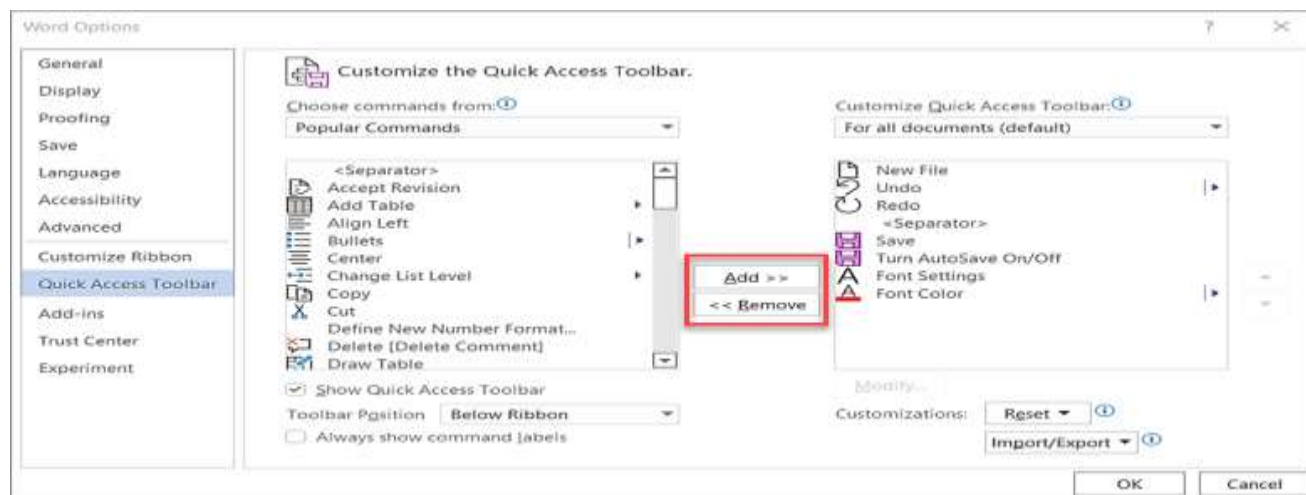 Word Options
?
General
Display
Proofing
Save
Language
Accessibility
Advanced
Customize Ribbon
Quick Access Toolbar
Add-ins
Trust Center
Experiment
Customize the Quick Access Toolbar.
Choose commands from:
Popular Commands
<Separator>
Accept Revision
Add Table
Align Left
Bullets
Center
Change List Level
Copy
Cut
Define New Number Format...
Delete [Delete Comment]
Draw Table
Show Quick Access Toolbar
Toolbar Position Below Ribbon
Always show command labels
Add >>
<< Remove
Customize Quick Access Toolbar:
For all documents (default)
New File
Undo
Redo
<Separator>
Save
Turn AutoSave On/Off
Font Settings
Font Color
Modify...
Customizations: Reset
Import/Export
OK Cancel